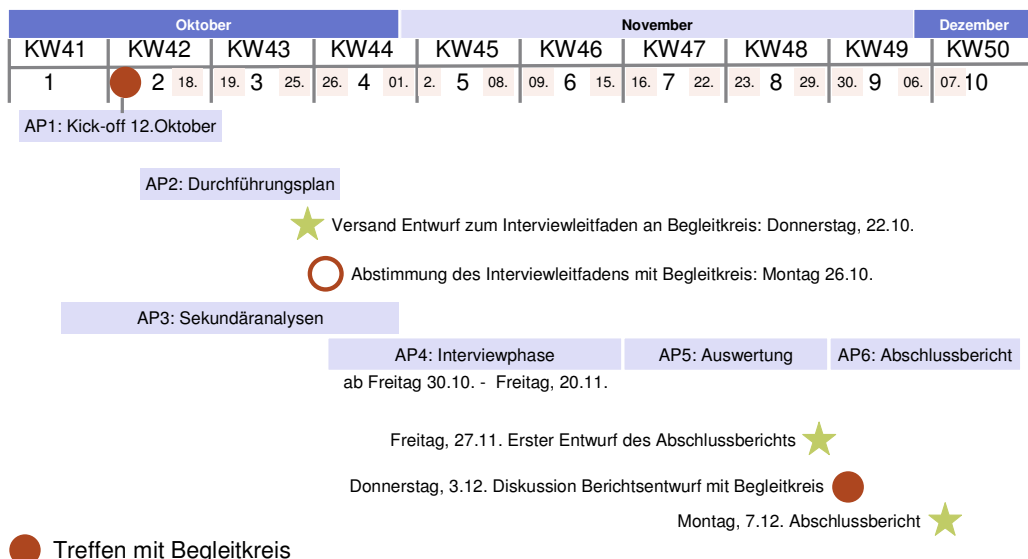 Oktober November Dezember
KW41 KW42 KW43 KW44 KW45 KW46 KW47 KW48 KW49 KW50
1 2 18. 19. 3 25. 26. 4 01. 2. 5 08. 09. 6 15. 16. 7 22. 23. 8 29. 30. 9 06. 07. 10
AP1: Kick-off 12.Oktober
AP2: Durchführungsplan
Versand Entwurf zum Interviewleitfaden an Begleitkreis: Donnerstag, 22.10.
Abstimmung des Interviewleitfadens mit Begleitkreis: Montag 26.10.
AP3: Sekundäranalysen
AP4: Interviewphase AP5: Auswertung AP6: Abschlussbericht
ab Freitag 30.10. - Freitag, 20.11.
Freitag, 27.11. Erster Entwurf des Abschlussberichts
Donnerstag, 3.12. Diskussion Berichtsentwurf mit Begleitkreis
Montag, 7.12. Abschlussbericht
Treffen mit Begleitkreis